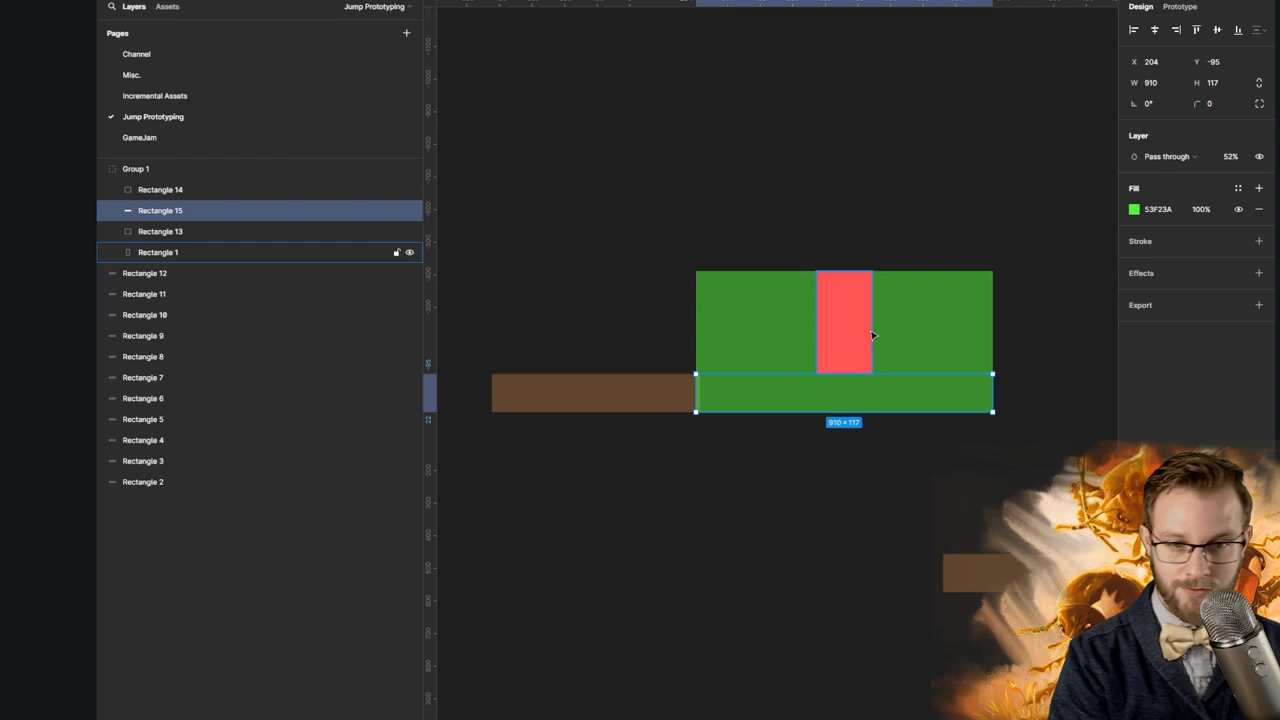 Layers Assets Jump Prototyping
Pages
Channel
Misc.
Incremental Assets
Jump Prototyping
GameJam
Group 1
Rectangle 14
Rectangle 15
Rectangle 13
Rectangle 1
Rectangle 12
Rectangle 11
Rectangle 10
Rectangle 9
Rectangle 8
Rectangle 7
Rectangle 6
Rectangle 5
Rectangle 4
Rectangle 3
Rectangle 2
-95
22
910 × 117
Design Prototype
X 204 Y -95
W 910 H 117
0° 0
Layer
Pass through 52%
Fill
53F23A 100%
Stroke
Effects
Export